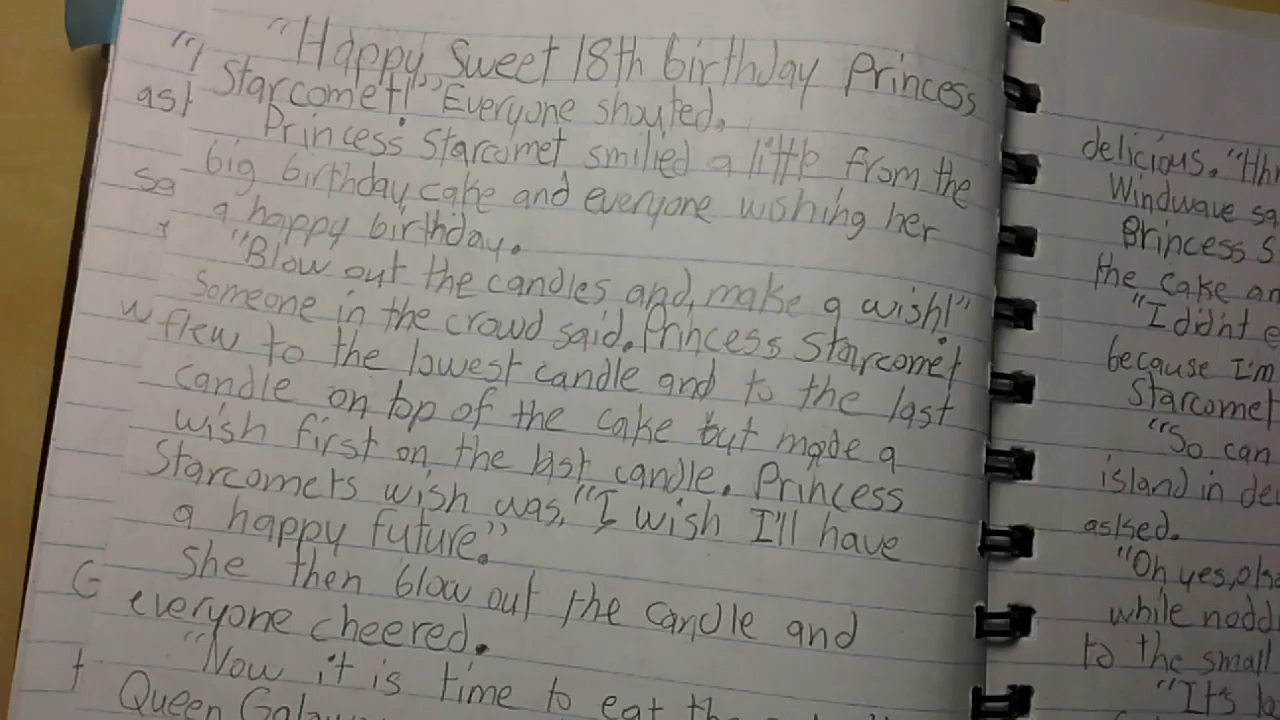 "Happy, Sweet 18th birthday Princess
Starcomet!" Everyone shouted.
Princess Starcomet smilied a little from the
big birthday cake and everyone wishing her
a happy birthday.
"Blow out the candles and, make a wish!"
Someone in the crowd said. Princess Starcomet
flew to the lowest candle and to the last
candle on top of the cake but made a
wish first on the last candle. Princess
Starcomets wish was, "I wish I'll have
a happy future."
She then blow out the candle and
everyone cheered.
"Now it is time to eat
Queen
delicious.
Windwave
Princess S
the cake an
"I didnt e
because I'm
Starcomet
"So can
island in de
asked.
"Oh yes,
while nodd
to the small
"It's